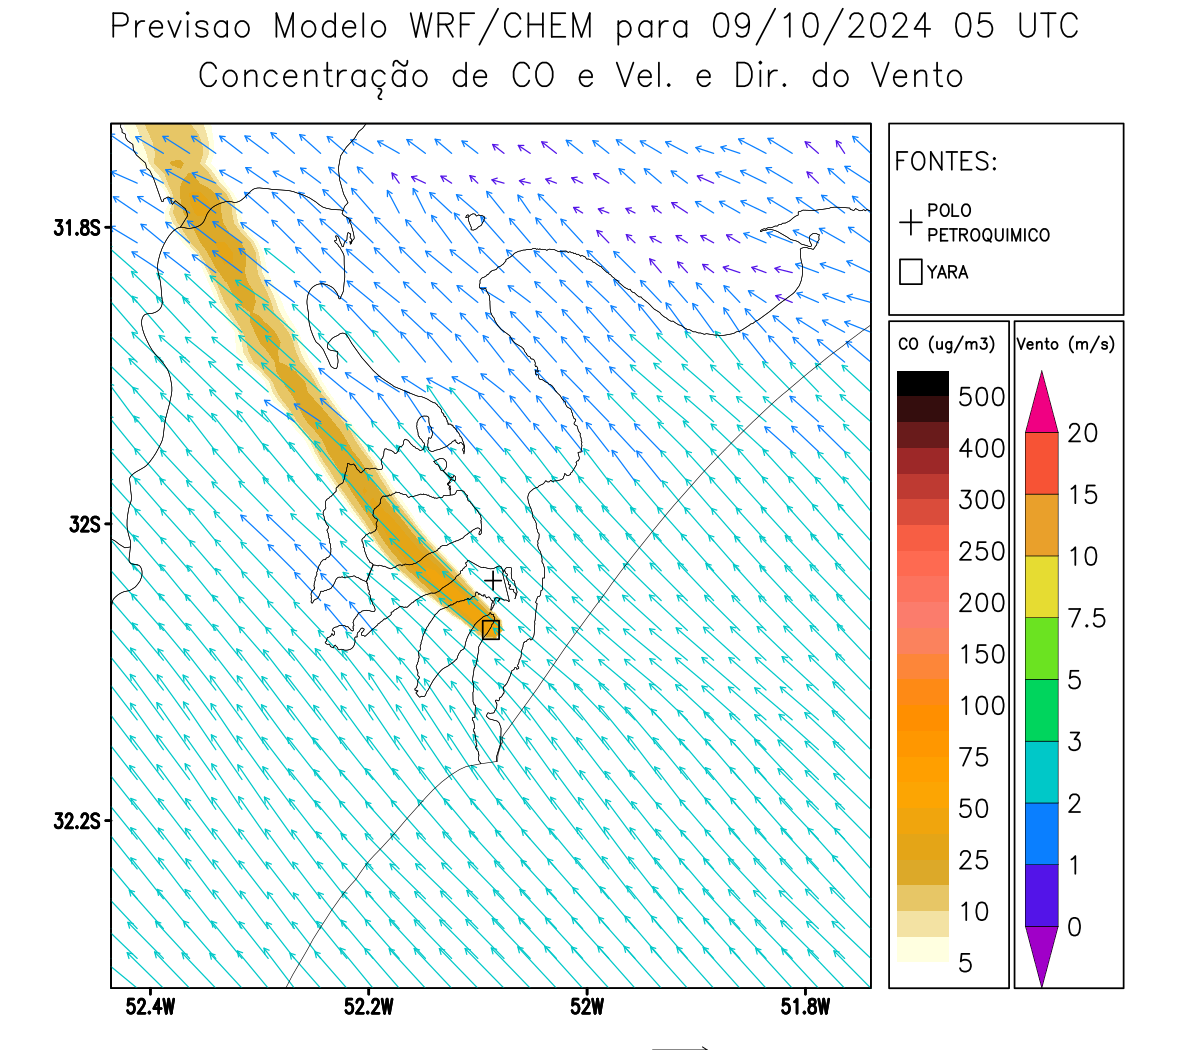 Previsao Modelo WRF/CHEM para 09/10/2024 05 UTC
Concentração de CO e Vel. e Dir. do Vento
FONTES:
POLO
PETROQUIMICO
YARA
CO (ug/m3)
500
400
300
250
200
150
100
75
50
25
10
5
Vento (m/s)
20
15
10
7.5
5
3
2
1
0
31.8S
32S
32.2S
52.4W
52.2W
52W
51.8W